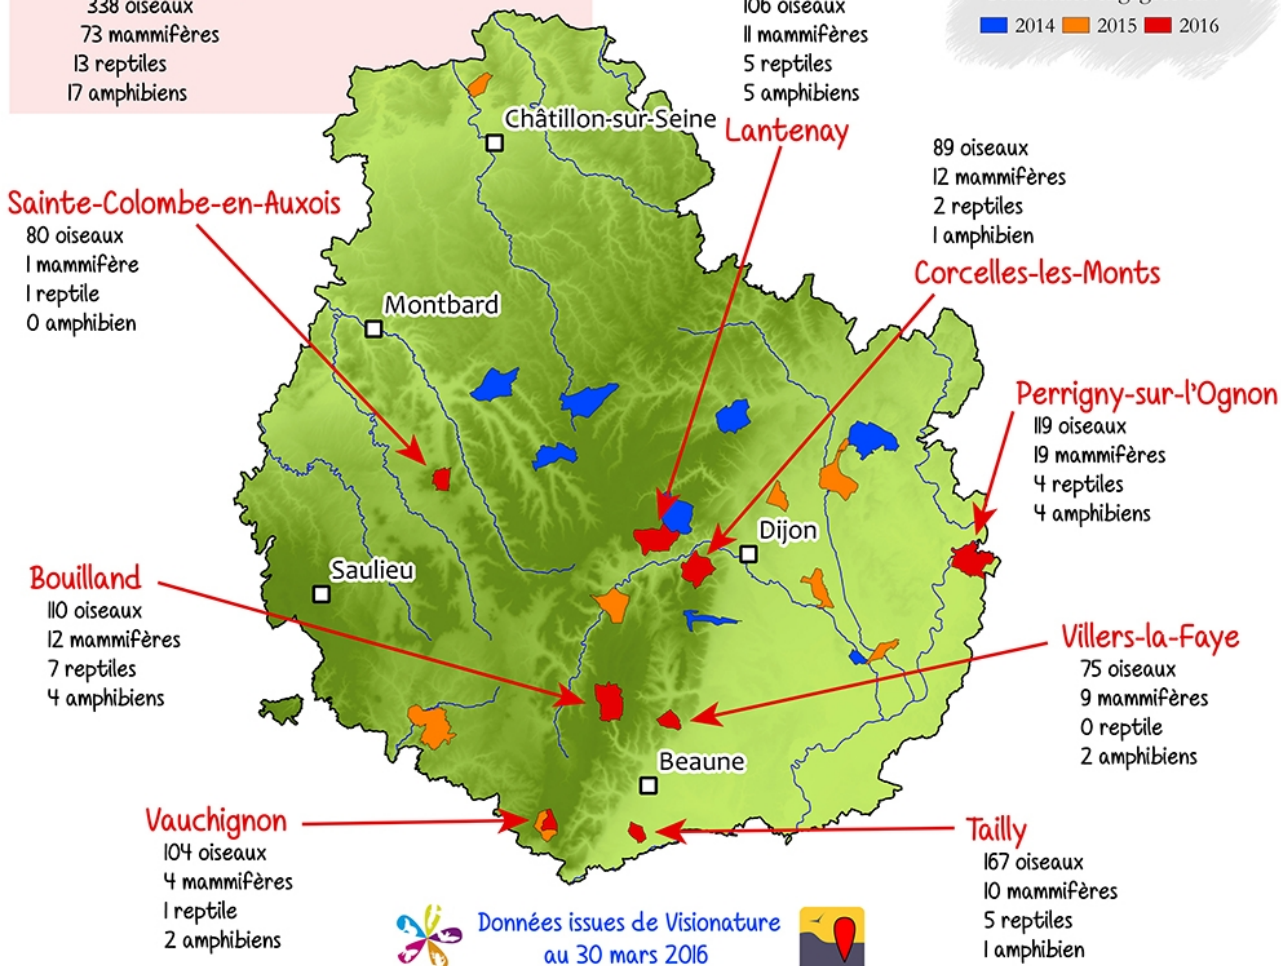 338 oiseaux
73 mammifères
13 reptiles
17 amphibiens
106 oiseaux
11 mammifères
5 reptiles
5 amphibiens
Lantenay
2014
2015
2016
Châtillon-sur-Seine
89 oiseaux
12 mammifères
2 reptiles
1 amphibien
Corcelles-les-Monts
Sainte-Colombe-en-Auxois
80 oiseaux
1 mammifère
1 reptile
0 amphibien
Montbard
Perrigny-sur-l'Ognon
119 oiseaux
19 mammifères
4 reptiles
4 amphibiens
Dijon
Saulieu
Bouilland
110 oiseaux
12 mammifères
7 reptiles
4 amphibiens
Villers-la-Faye
75 oiseaux
9 mammifères
0 reptile
2 amphibiens
Beaune
Vauchignon
104 oiseaux
4 mammifères
1 reptile
2 amphibiens
Tailly
167 oiseaux
10 mammifères
5 reptiles
1 amphibien
Données issues de Visionature
au 30 mars 2016